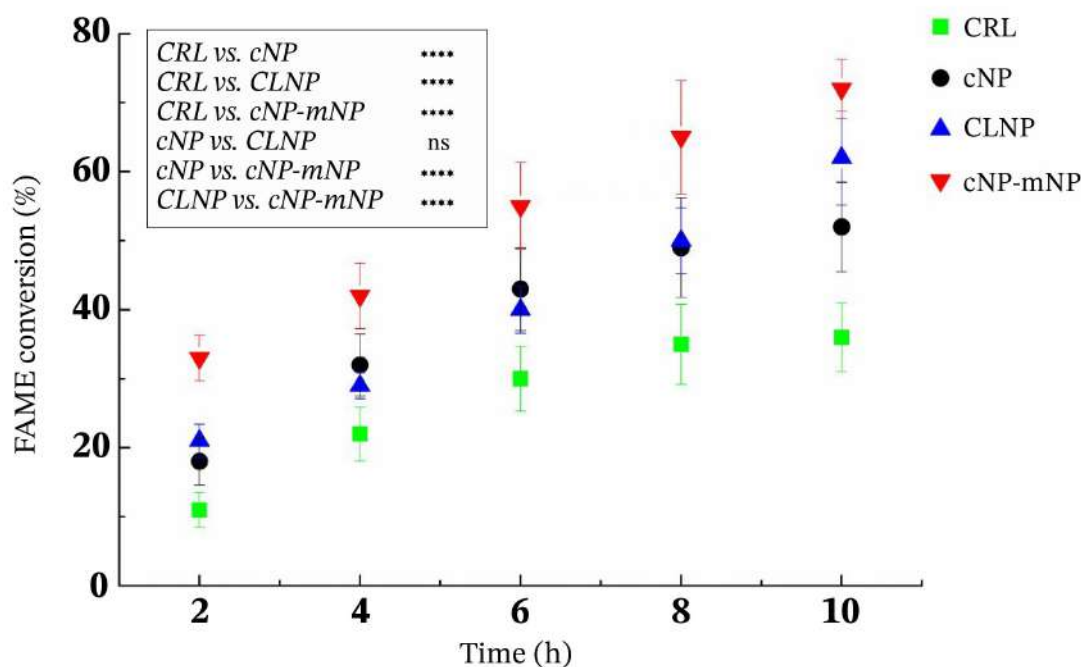 80
60
40
20
0
FAME conversion (%)
CRL vs. cNP ****
CRL vs. CLNP ****
CRL vs. cNP-mNP ****
cNP vs. CLNP ns
cNP vs. cNP-mNP ****
CLNP vs. cNP-mNP ****
CRL
cNP
CLNP
cNP-mNP
2 4 6 8 10
Time (h)